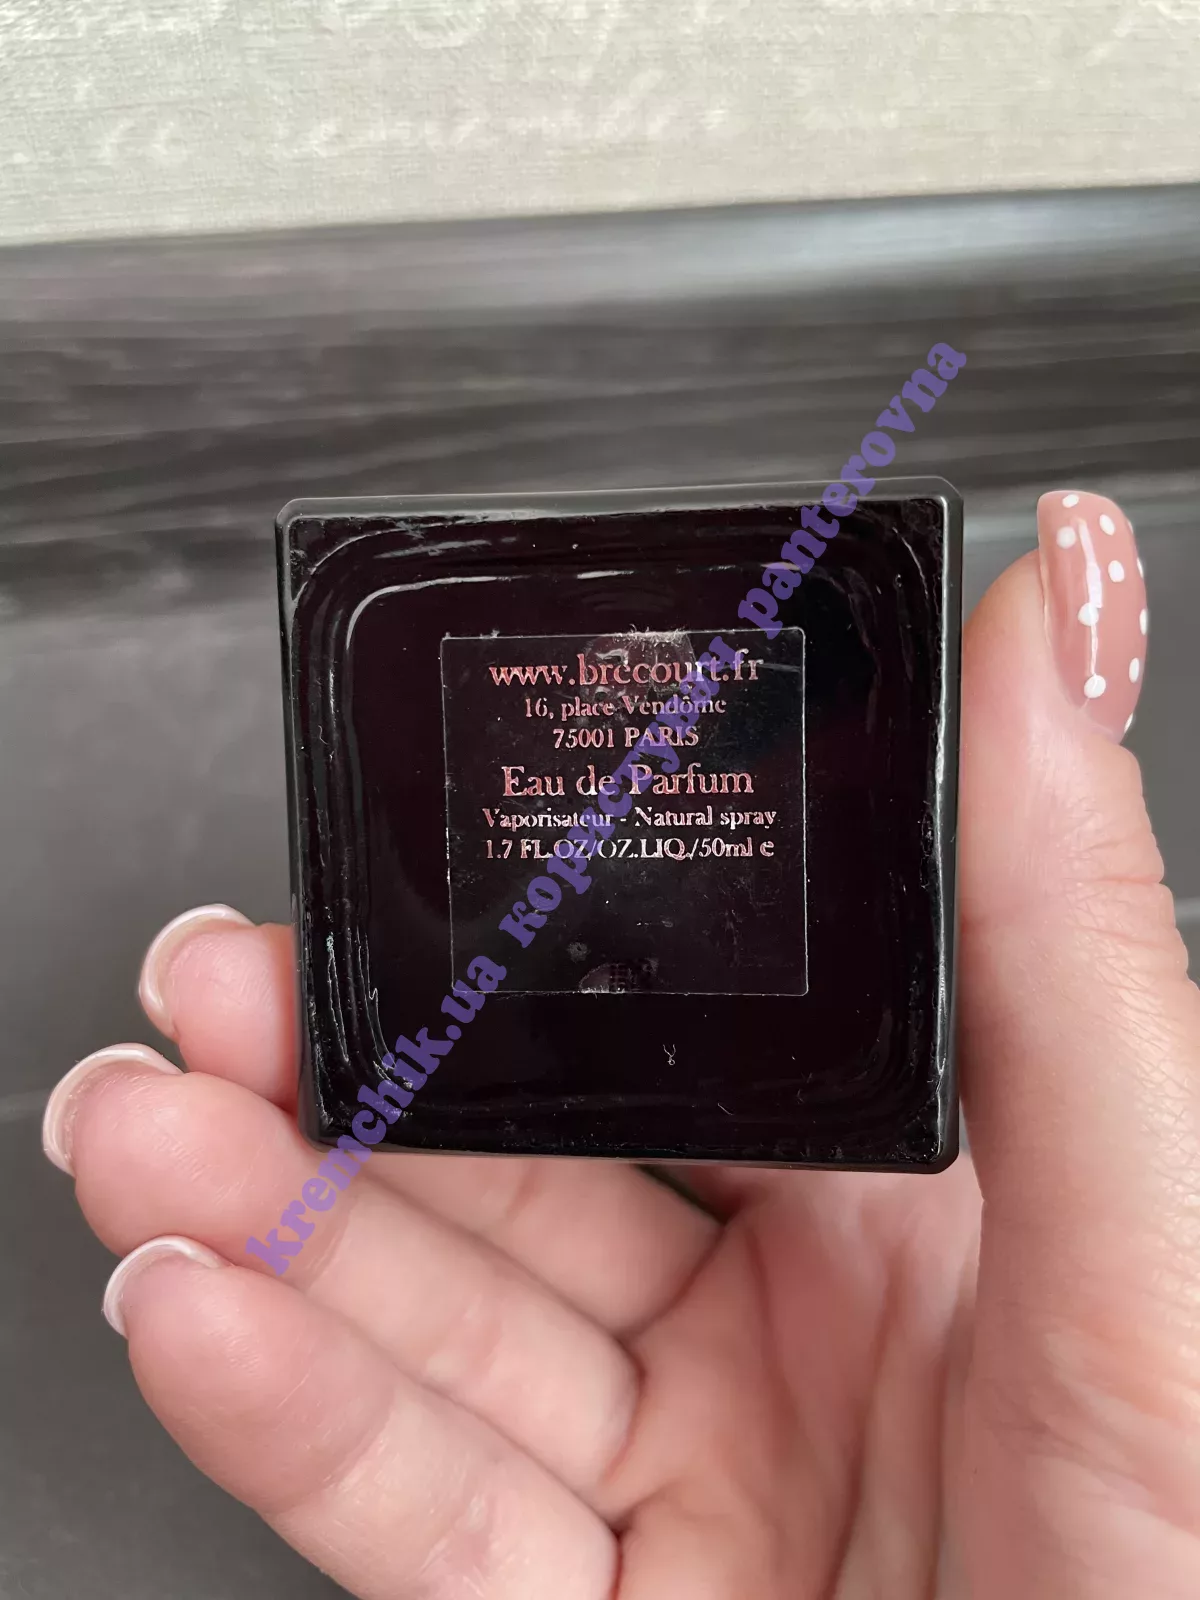 www.brecourt.fr
16, place Vendôme
75001 PARIS
Eau de Parfum
Vaporisateur - Natural spray
1.7 FL.OZ/OZ.LIQ./50ml e
kremchik.ua користувач panterovna